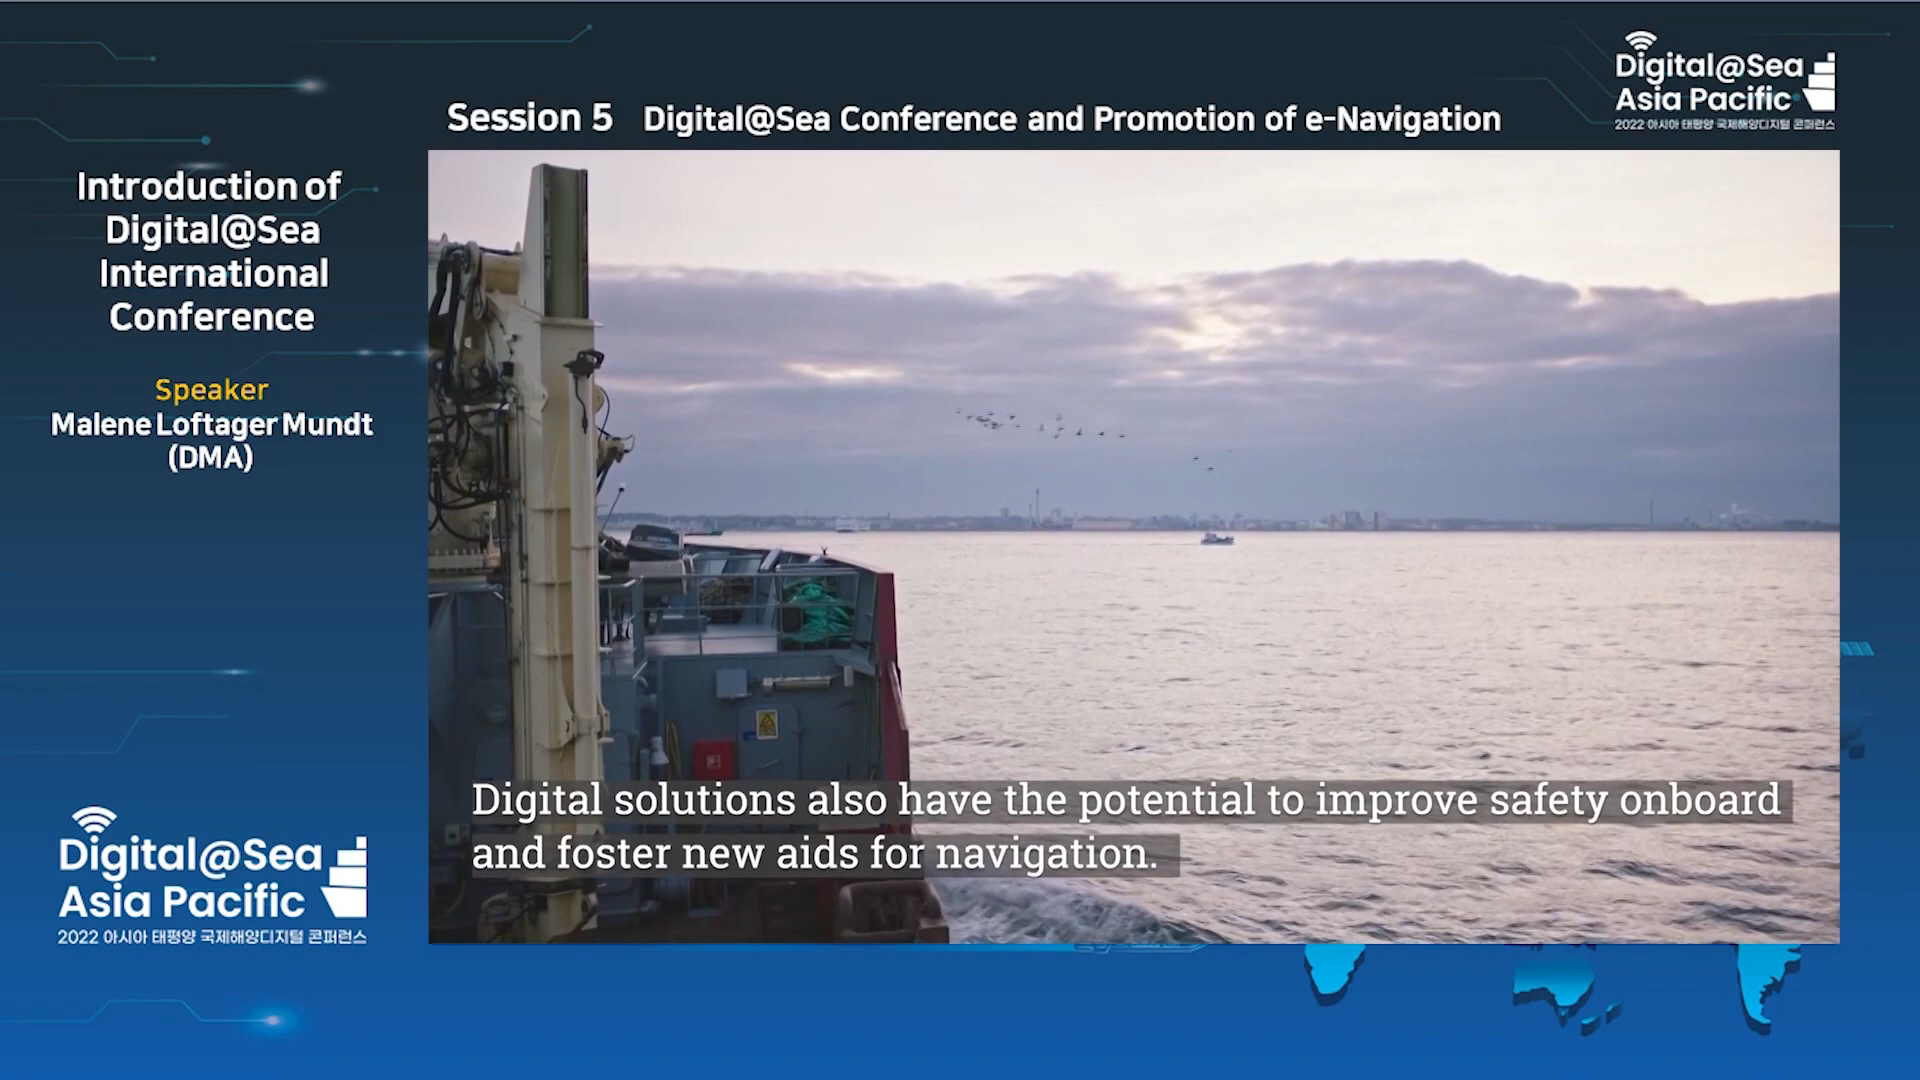 Session 5 Digital@Sea Conference and Promotion of e-Navigation
Digital@Sea
Asia Pacific
2022 아시아 태평양 국제해양디지털 콘퍼런스
Introduction of
Digital@Sea
International
Conference
Speaker
Malene Loftager Mundt
(DMA)
Digital solutions also have the potential to improve safety onboard
and foster new aids for navigation.
Digital@Sea
Asia Pacific
2022 아시아 태평양 국제해양디지털 콘퍼런스